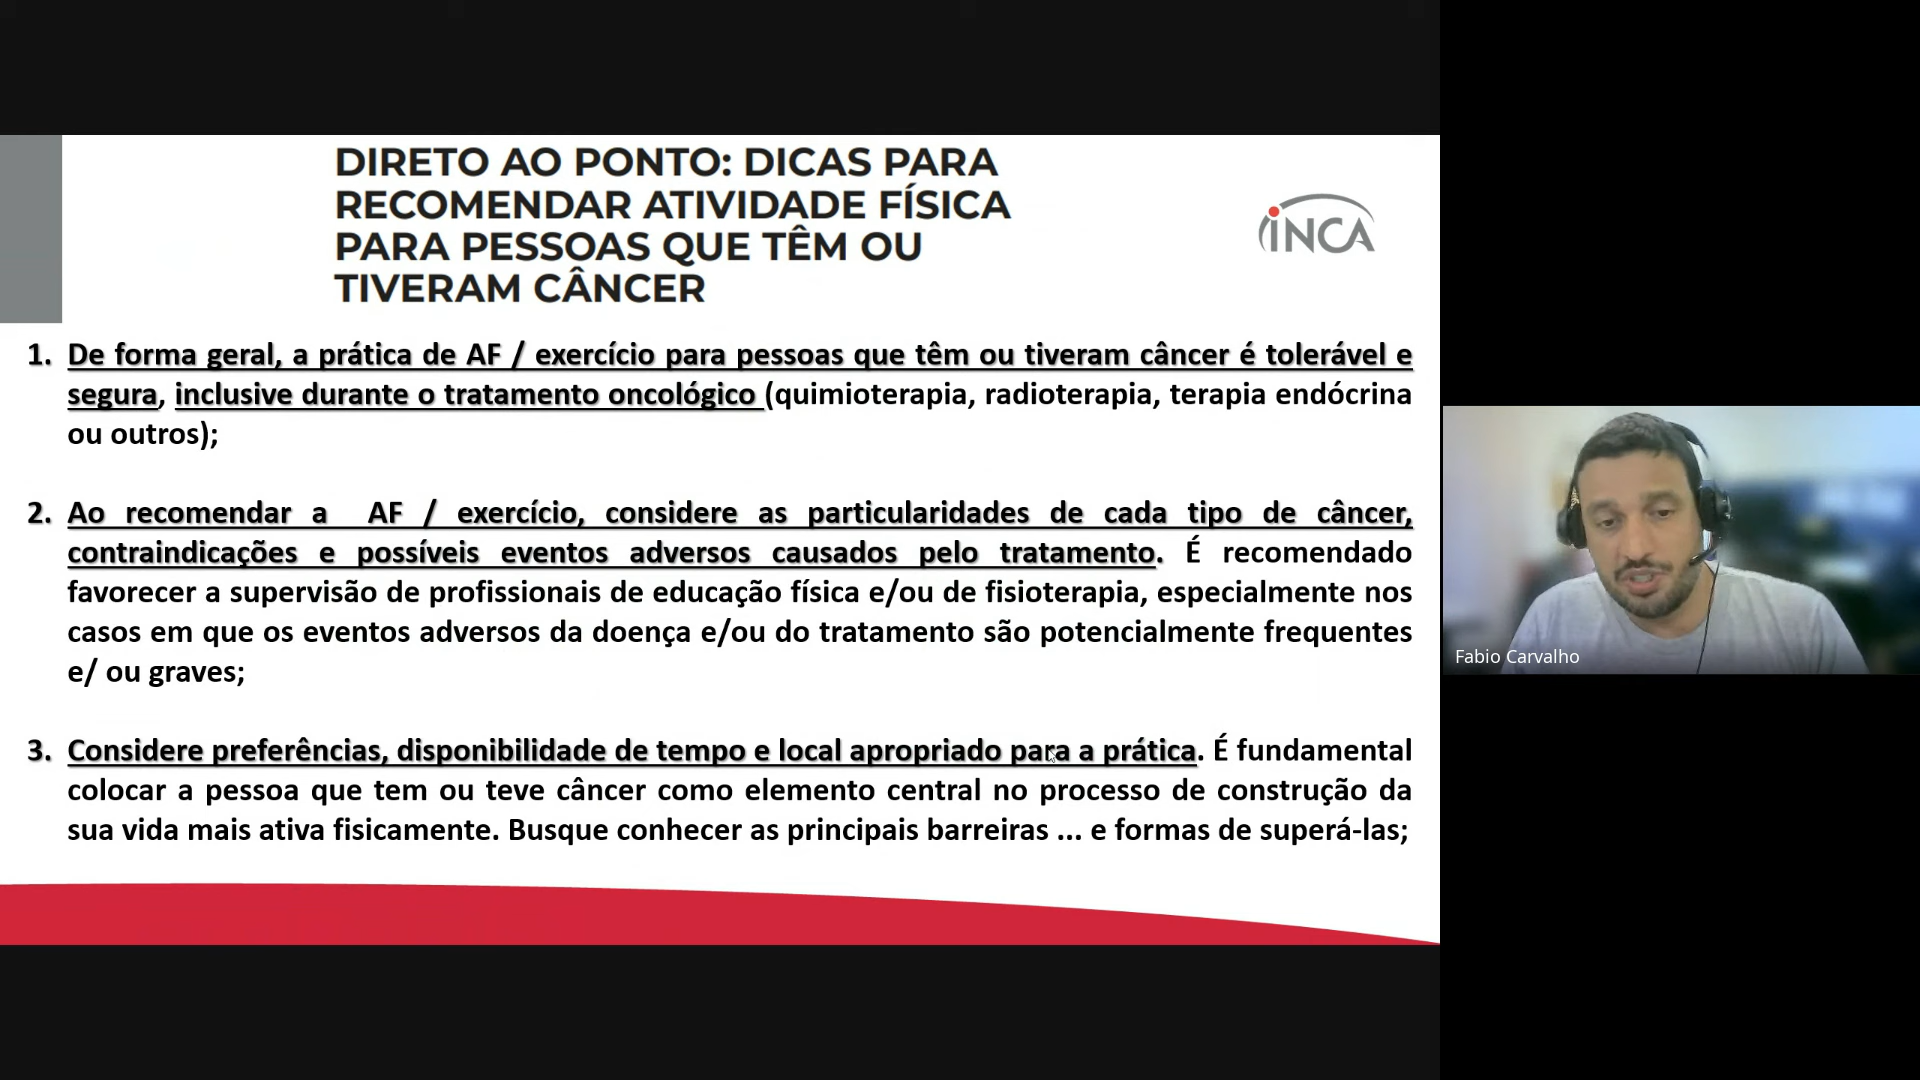 DIRETO AO PONTO: DICAS PARA
RECOMENDAR ATIVIDADE FÍSICA
PARA PESSOAS QUE TÊM OU
TIVERAM CÂNCER
INCA
1. De forma geral, a prática de AF / exercício para pessoas que têm ou tiveram câncer é tolerável e
segura, inclusive durante o tratamento oncológico (quimioterapia, radioterapia, terapia endócrina
ou outros);
2. Ao recomendar a AF / exercício, considere as particularidades de cada tipo de câncer,
contraindicações e possíveis eventos adversos causados pelo tratamento. É recomendado
favorecer a supervisão de profissionais de educação física e/ou de fisioterapia, especialmente nos
casos em que os eventos adversos da doença e/ou do tratamento são potencialmente frequentes
e/ ou graves;
3. Considere preferências, disponibilidade de tempo e local apropriado para a prática. É fundamental
colocar a pessoa que tem ou teve câncer como elemento central no processo de construção da
sua vida mais ativa fisicamente. Busque conhecer as principais barreiras ... e formas de superá-las;
Fabio Carvalho